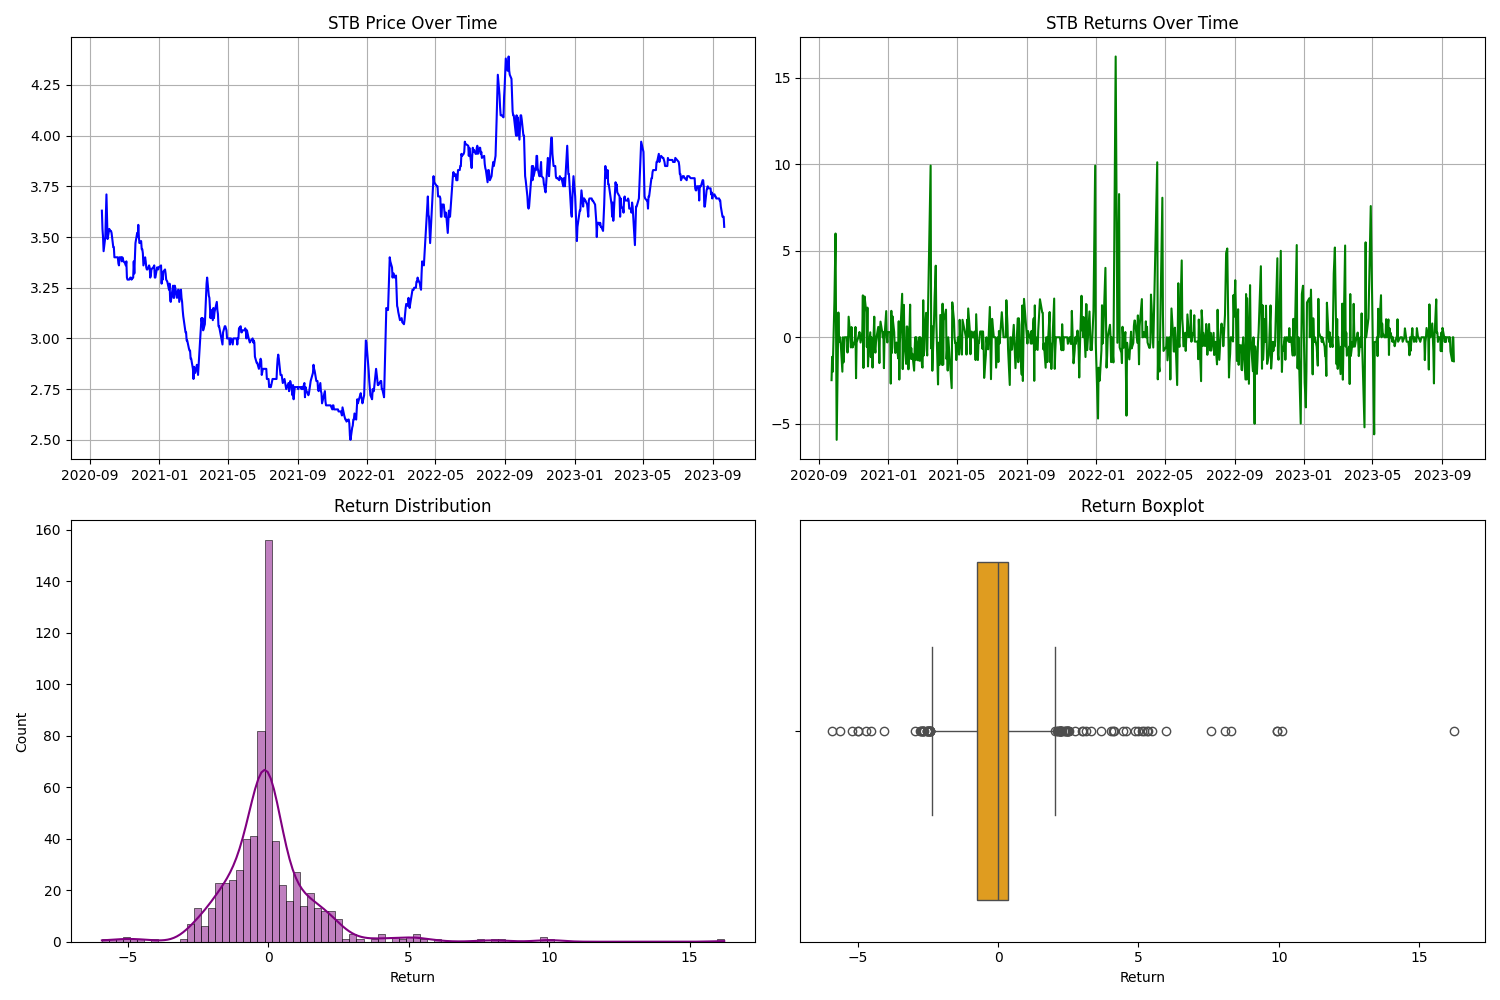 STB Price Over Time
4.25
4.00
3.75
3.50
3.25
3.00
2.75
2.50
2020-09 2021-01 2021-05 2021-09 2022-01 2022-05 2022-09 2023-01 2023-05 2023-09
STB Returns Over Time
15
10
5
0
−5
2020-09 2021-01 2021-05 2021-09 2022-01 2022-05 2022-09 2023-01 2023-05 2023-09
Return Distribution
Count
160
140
120
100
80
60
40
20
0
−5 0 5 10 15
Return
Return Boxplot
−5 0 5 10 15
Return